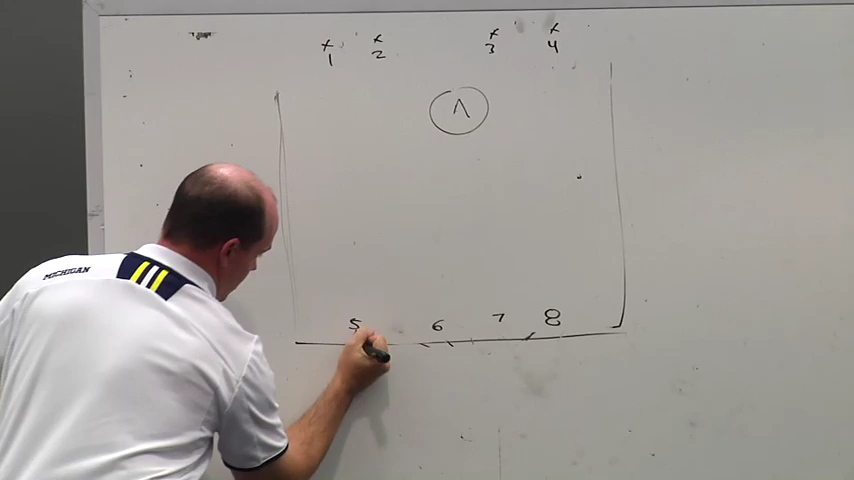 x x x x
1 2 3 4
Λ
5 6 7 8
MICHIGAN